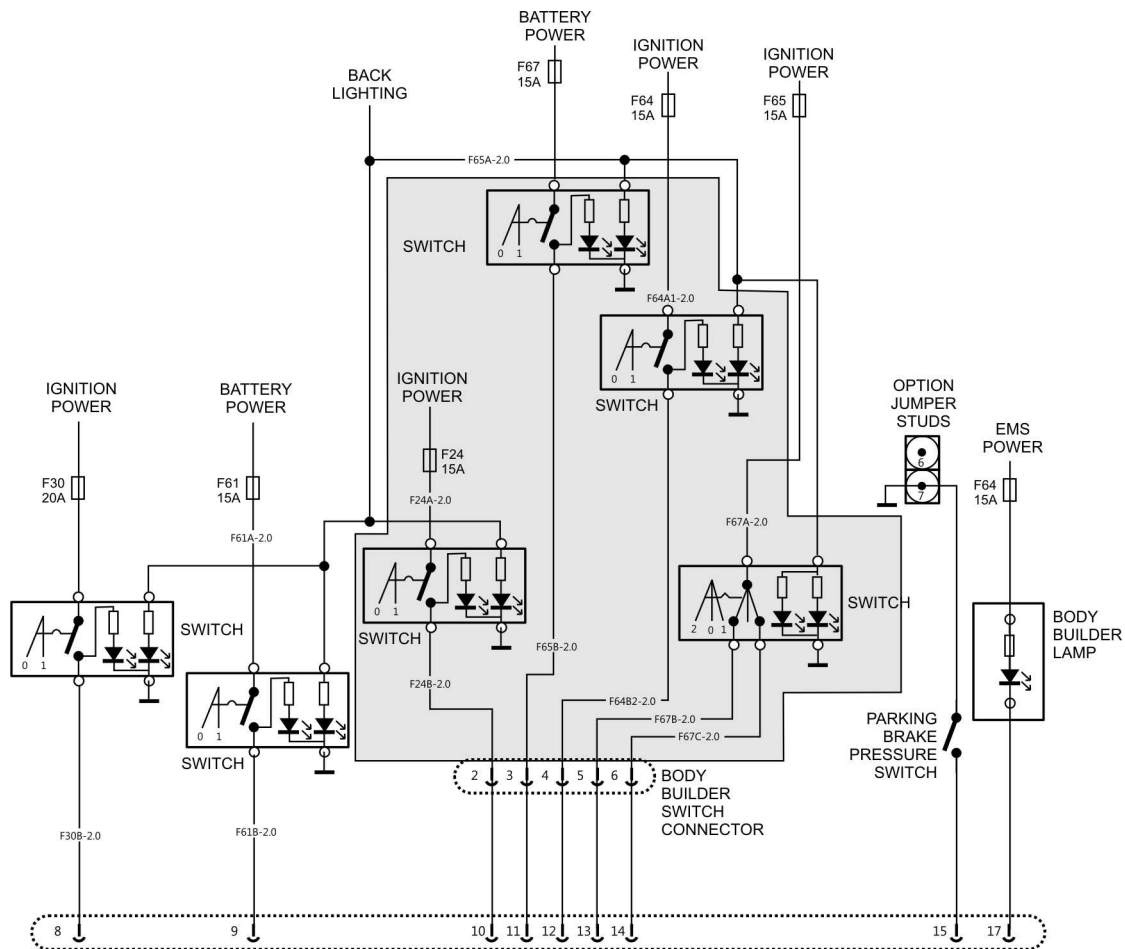 BATTERY
POWER
F67
15A
IGNITION
POWER
F64
15A
IGNITION
POWER
F65
15A
BACK
LIGHTING
F65A-2.0
SWITCH
0 1
F64A1-2.0
0 1
SWITCH
IGNITION
POWER
F30
20A
BATTERY
POWER
F61
15A
F61A-2.0
IGNITION
POWER
F24
15A
F24A-2.0
F67A-2.0
OPTION
JUMPER
STUDS
6
7
EMS
POWER
F64
15A
0 1
SWITCH
0 1
SWITCH
0 1
SWITCH
2 0 1
SWITCH
BODY
BUILDER
LAMP
F65B-2.0
F24B-2.0
F64B2-2.0
F67B-2.0
F67C-2.0
PARKING
BRAKE
PRESSURE
SWITCH
2 3 4 5 6
BODY
BUILDER
SWITCH
CONNECTOR
F30B-2.0
F61B-2.0
8 9 10 11 12 13 14 15 17